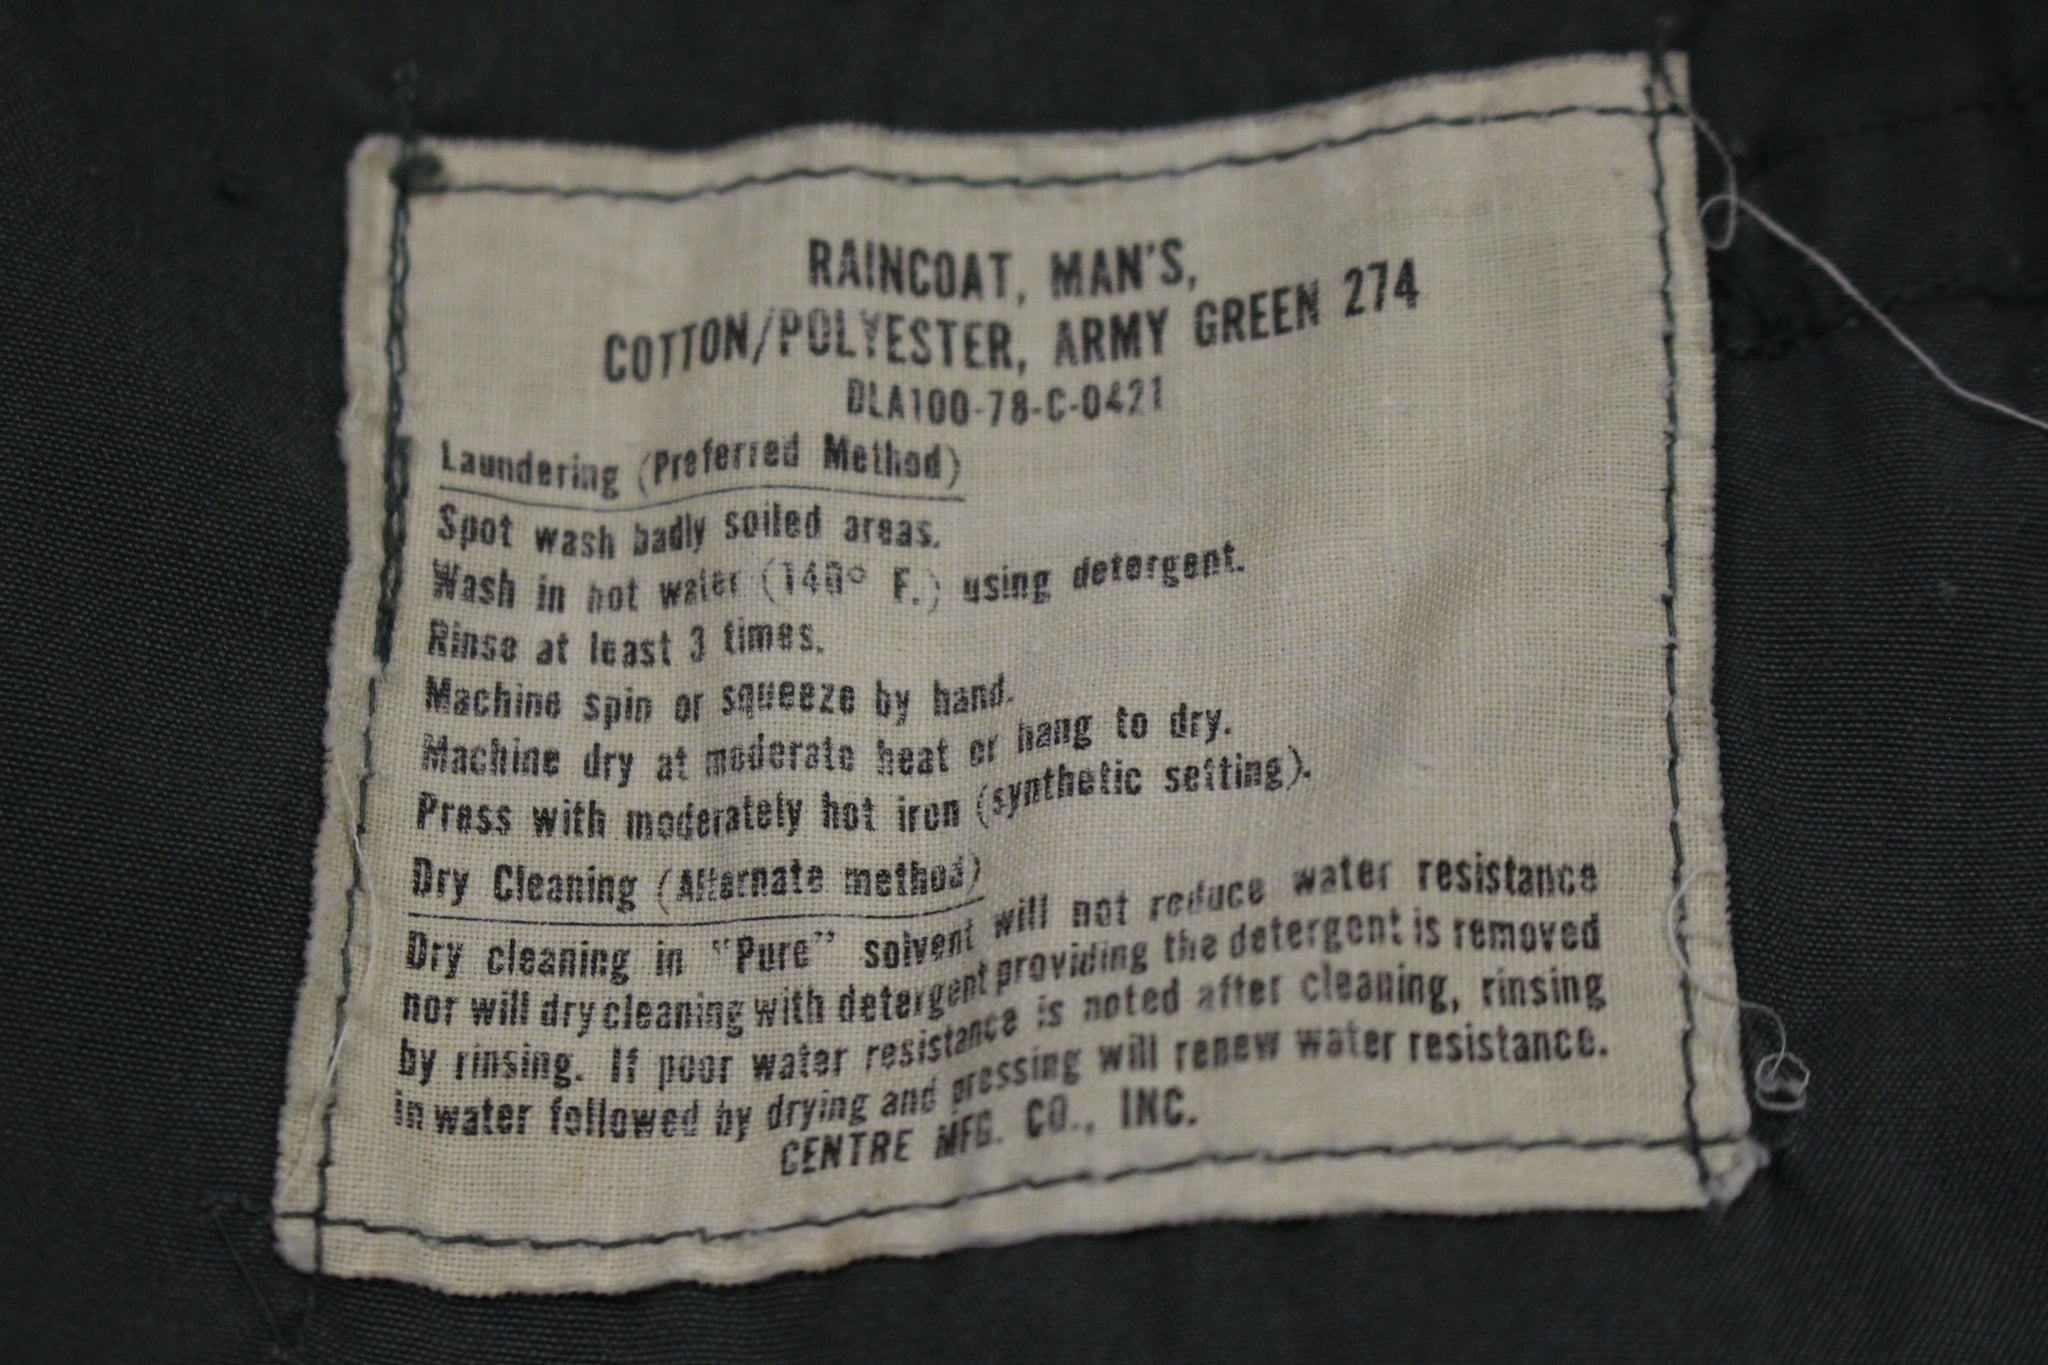 RAINCOAT, MAN'S,
COTTON/POLYESTER, ARMY GREEN 274
DLA100-78-C-0421
Laundering (Preferred Method)
Spot wash badly soiled areas.
Wash in hot water (140° F.) using detergent.
Rinse at least 3 times.
Machine spin or squeeze by hand.
Machine dry at moderate heat or hang to dry.
Press with moderately hot iron (synthetic setting).
Dry Cleaning (Alternate method)
Dry cleaning in "Pure" solvent will not reduce water resistance
nor will dry cleaning with detergent providing the detergent is removed
by rinsing. If poor water resistance is noted after cleaning, rinsing
in water followed by drying and pressing will renew water resistance.
CENTRE MFG. CO., INC.